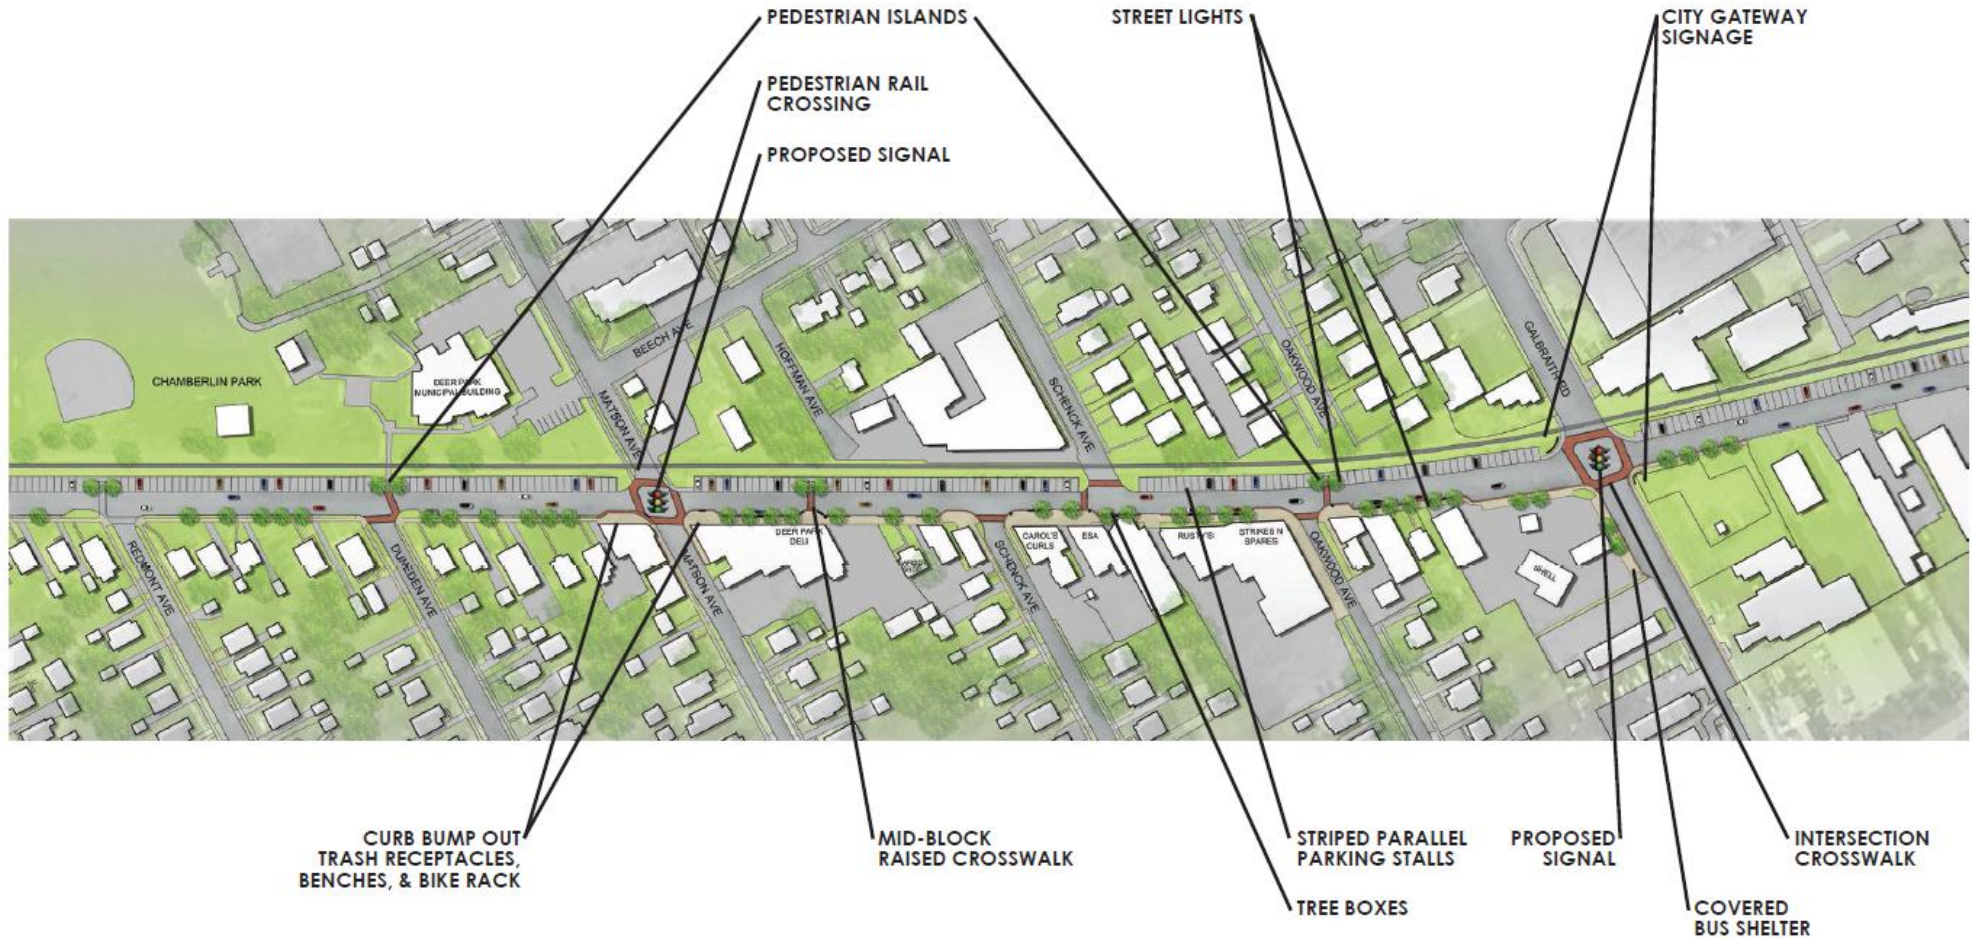 PEDESTRIAN ISLANDS
STREET LIGHTS
CITY GATEWAY
SIGNAGE
PEDESTRIAN RAIL
CROSSING
PROPOSED SIGNAL
CHAMBERLIN PARK
DEER PARK
MUNICIPAL BUILDING
MATSON AVE
BEECH AVE
HOFFMAN AVE
SCHENCK AVE
OAKWOOD AVE
GALBRAITH RD
REDMONT AVE
DUNEDEN AVE
MATSON AVE
DEER PARK
DELI
SCHENCK AVE
CAROL'S
CURLS
ESA
RUSTY'S
STRIKES N
SPARES
OAKWOOD AVE
SHELL
CURB BUMP OUT
TRASH RECEPTACLES,
BENCHES, & BIKE RACK
MID-BLOCK
RAISED CROSSWALK
STRIPED PARALLEL
PARKING STALLS
TREE BOXES
PROPOSED
SIGNAL
INTERSECTION
CROSSWALK
COVERED
BUS SHELTER